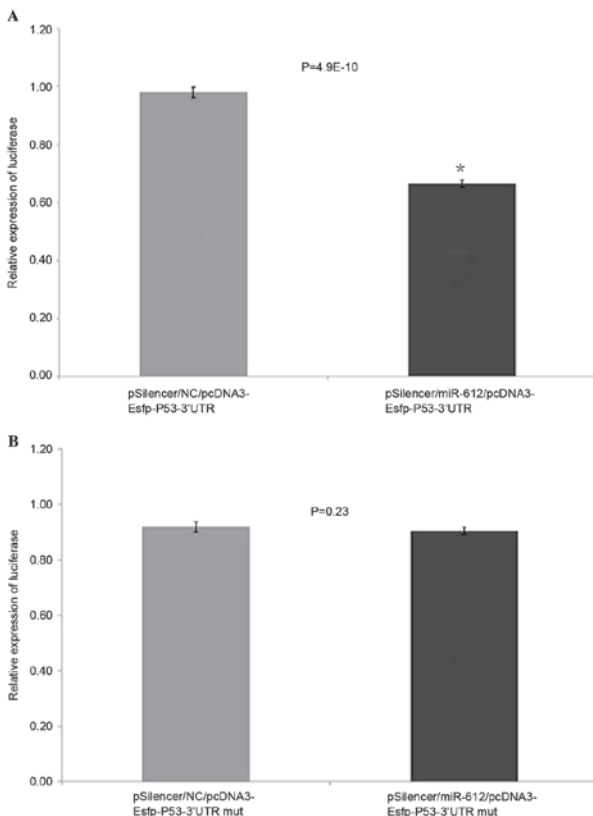 A
1.20
P=4.9E-10
1.00
0.80
*
0.60
0.40
0.20
0.00
Relative expression of luciferase
pSilencer/NC/pcDNA3-
Esfp-P53-3'UTR
pSilencer/miR-612/pcDNA3-
Esfp-P53-3'UTR
B
1.20
1.00
P=0.23
0.80
0.60
0.40
0.20
0.00
Relative expression of luciferase
pSilencer/NC/pcDNA3-
Esfp-P53-3'UTR mut
pSilencer/miR-612/pcDNA3-
Esfp-P53-3'UTR mut